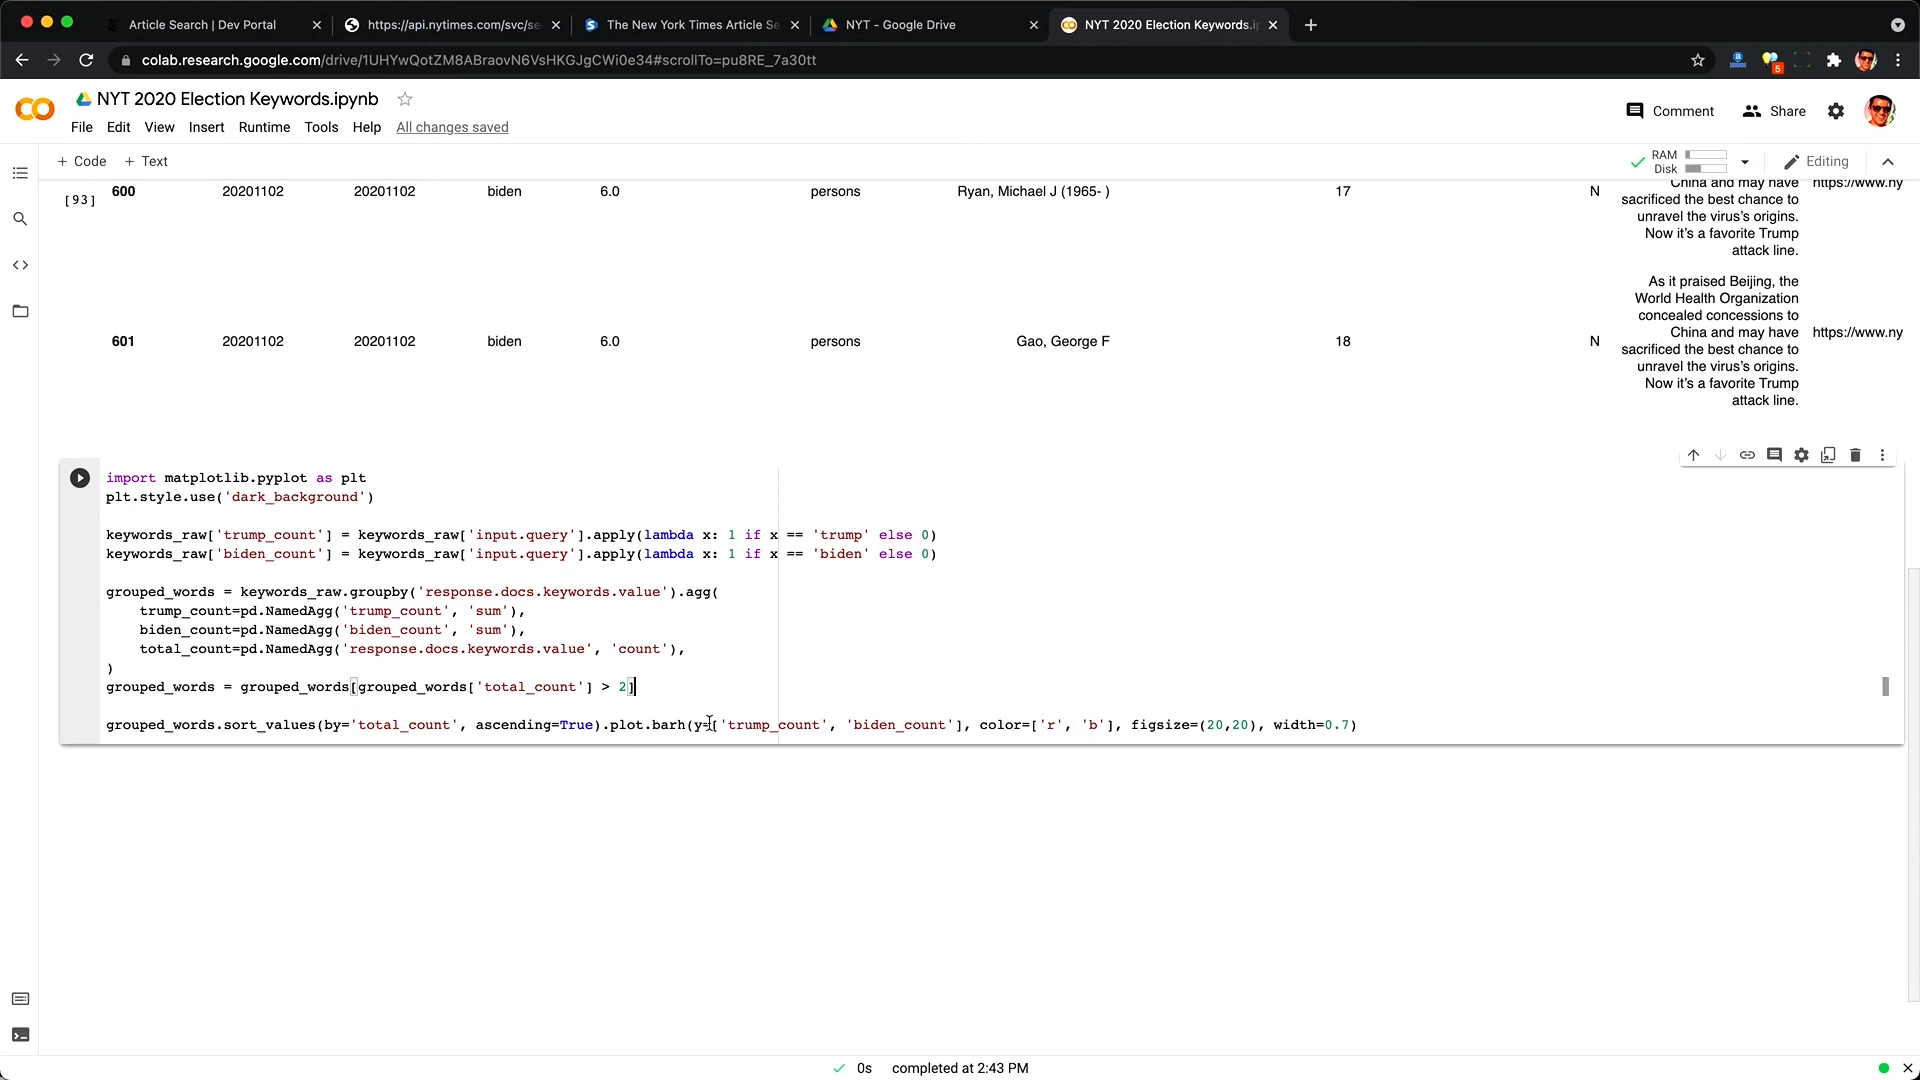 Article Search | Dev Portal
https://api.nytimes.com/svc/se
The New York Times Article Se
NYT - Google Drive
NYT 2020 Election Keywords.i
colab.research.google.com/drive/1UHYwQotZM8ABraovN6VsHKGJgCWi0e34#scrollTo=pu8RE_7a30tt
5
NYT 2020 Election Keywords.ipynb
Comment
Share
File Edit View Insert Runtime Tools Help All changes saved
+ Code + Text
RAM
Disk
Editing
[93]
600 20201102 20201102 biden 6.0 persons Ryan, Michael J (1965- ) 17 N
China and may have
https://www.ny
sacrificed the best chance to
unravel the virus's origins.
Now it's a favorite Trump
attack line.
As it praised Beijing, the
World Health Organization
concealed concessions to
601 20201102 20201102 biden 6.0 persons Gao, George F 18 N
China and may have
https://www.ny
sacrificed the best chance to
unravel the virus's origins.
Now it's a favorite Trump
attack line.
import matplotlib.pyplot as plt
plt.style.use('dark_background')
keywords_raw['trump_count'] = keywords_raw['input.query'].apply(lambda x: 1 if x == 'trump' else 0)
keywords_raw['biden_count'] = keywords_raw['input.query'].apply(lambda x: 1 if x == 'biden' else 0)
grouped_words = keywords_raw.groupby('response.docs.keywords.value').agg(
trump_count=pd.NamedAgg('trump_count', 'sum'),
biden_count=pd.NamedAgg('biden_count', 'sum'),
total_count=pd.NamedAgg('response.docs.keywords.value', 'count'),
)
grouped_words = grouped_words[grouped_words['total_count'] > 2]
grouped_words.sort_values(by='total_count', ascending=True).plot.barh(y=['trump_count', 'biden_count'], color=['r', 'b'], figsize=(20,20), width=0.7)
0s completed at 2:43 PM